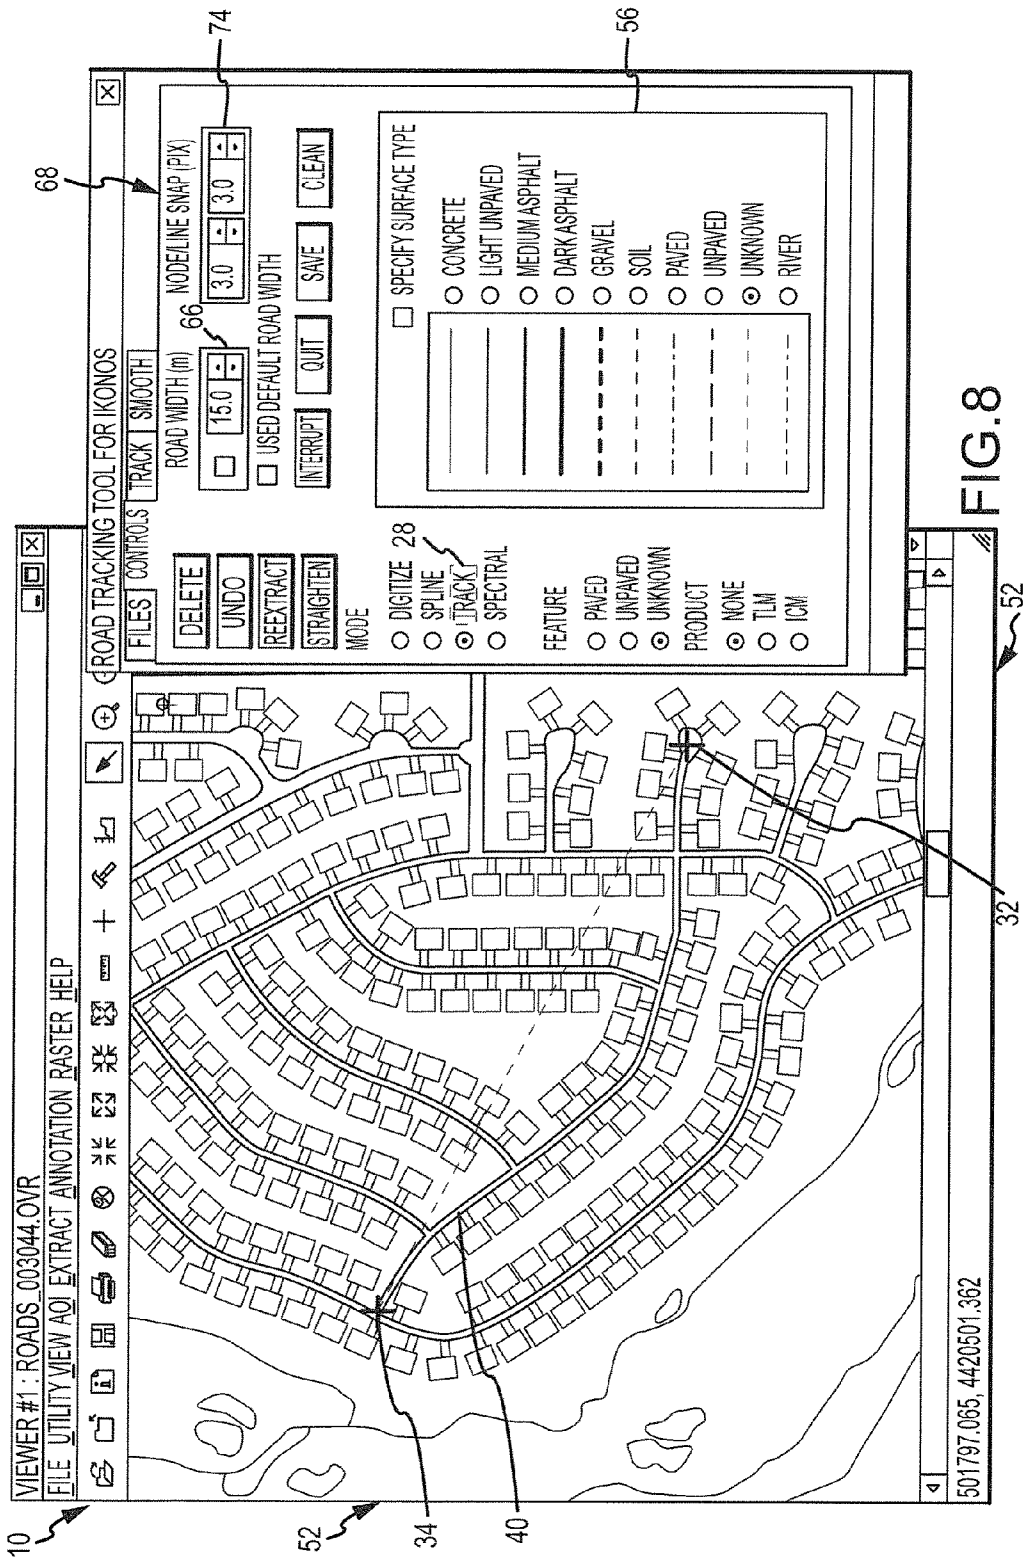 10
VIEWER #1 : ROADS_003044.OVR
FILE UTILITY VIEW AOI EXTRACT ANNOTATION RASTER HELP
68
74
56
ROAD TRACKING TOOL FOR IKONOS
FILES CONTROLS TRACK SMOOTH
DELETE
UNDO
REEXTRACT
STRAIGHTEN
ROAD WIDTH (m)
66
NODE/LINE SNAP (PIX)
15.0
3.0 3.0
USED DEFAULT ROAD WIDTH
INTERRUPT QUIT SAVE CLEAN
MODE
DIGITIZE
SPLINE
TRACK
SPECTRAL
28
FEATURE
PAVED
UNPAVED
UNKNOWN
PRODUCT
NONE
TLM
ICM
SPECIFY SURFACE TYPE
CONCRETE
LIGHT UNPAVED
MEDIUM ASPHALT
DARK ASPHALT
GRAVEL
SOIL
PAVED
UNPAVED
UNKNOWN
RIVER
52
34
40
32
52
501797.065, 4420501.362
FIG.8